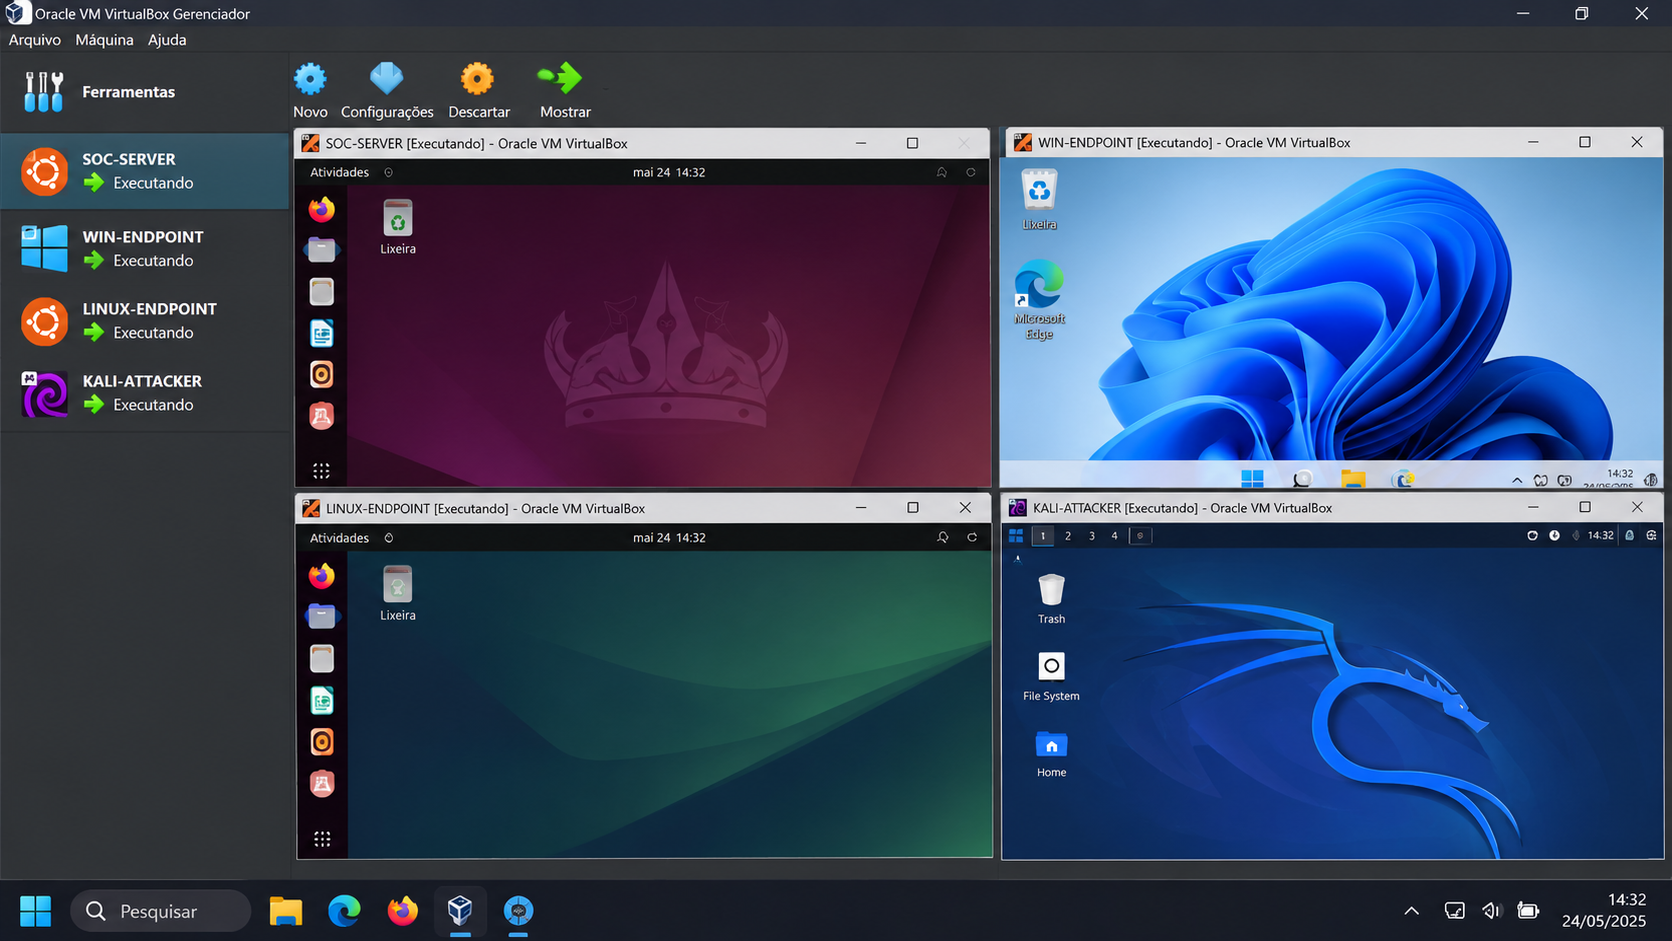 Oracle VM VirtualBox Gerenciador
Arquivo Máquina Ajuda
Ferramentas
Novo Configurações Descartar Mostrar
SOC-SERVER
Executando
WIN-ENDPOINT
Executando
LINUX-ENDPOINT
Executando
KALI-ATTACKER
Executando
SOC-SERVER [Executando] - Oracle VM VirtualBox
Atividades mai 24 14:32
Lixeira
WIN-ENDPOINT [Executando] - Oracle VM VirtualBox
Lixeira
Microsoft
Edge
14:32
LINUX-ENDPOINT [Executando] - Oracle VM VirtualBox
Atividades mai 24 14:32
Lixeira
KALI-ATTACKER [Executando] - Oracle VM VirtualBox
1 2 3 4 14:32
Trash
File System
Home
Pesquisar
14:32
24/05/2025